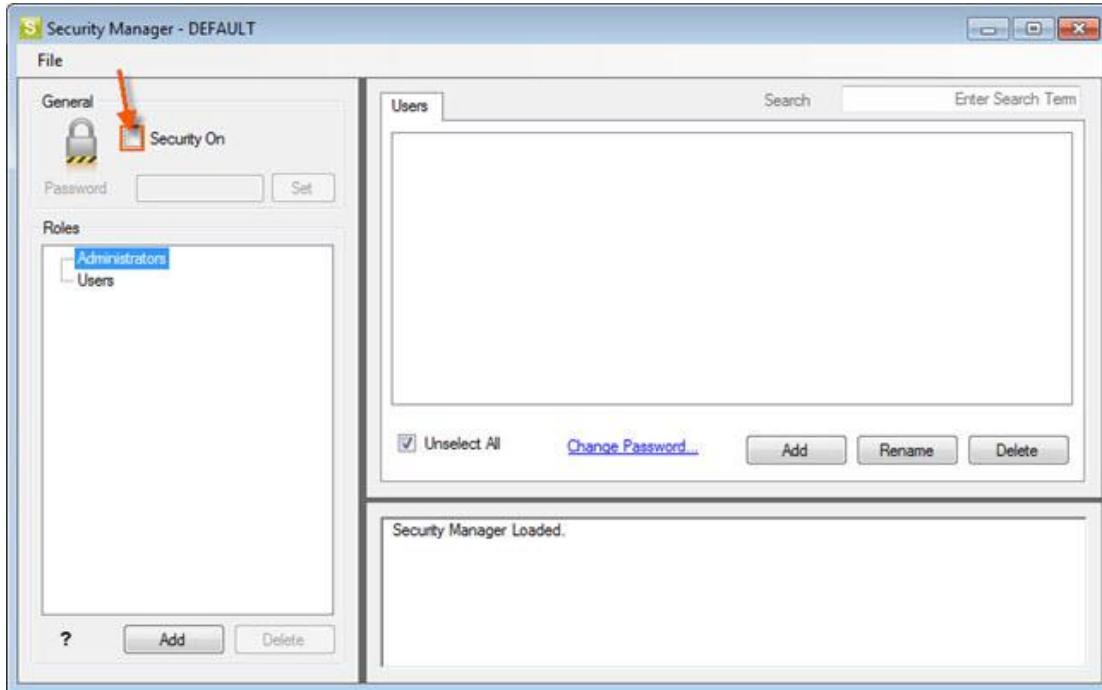 S Security Manager - DEFAULT
File
General
Security On
Password
Set
Roles
Administrators
Users
?
Add
Delete
Users
Search
Enter Search Term
Unselect All
Change Password...
Add
Rename
Delete
Security Manager Loaded.